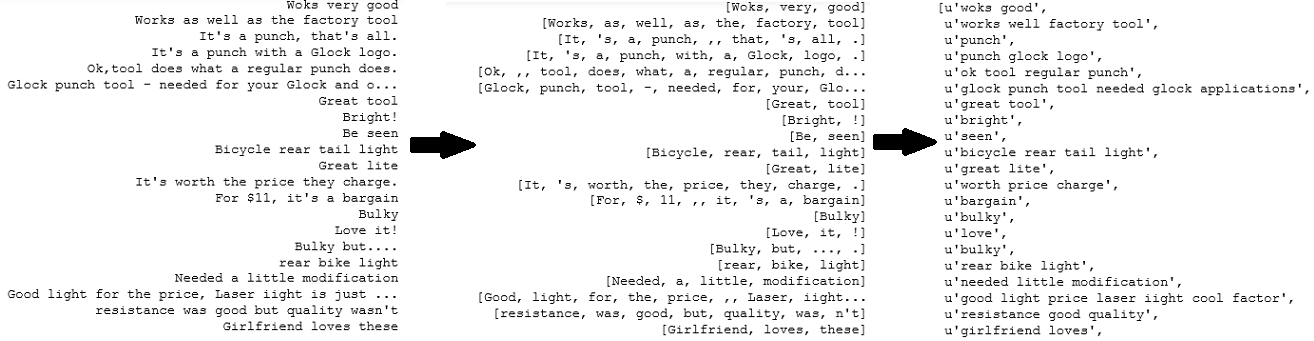 Woks very good
Works as well as the factory tool
It's a punch, that's all.
It's a punch with a Glock logo.
Ok,tool does what a regular punch does.
Glock punch tool - needed for your Glock and o...
Great tool
Bright!
Be seen
Bicycle rear tail light
Great lite
It's worth the price they charge.
For $11, it's a bargain
Bulky
Love it!
Bulky but....
rear bike light
Needed a little modification
Good light for the price, Laser iight is just ...
resistance was good but quality wasn't
Girlfriend loves these
[Woks, very, good]
[Works, as, well, as, the, factory, tool]
[It, 's, a, punch, ,, that, 's, all, .]
[It, 's, a, punch, with, a, Glock, logo, .]
[Ok, ,, tool, does, what, a, regular, punch, d...
[Glock, punch, tool, -, needed, for, your, Glo...
[Great, tool]
[Bright, !]
[Be, seen]
[Bicycle, rear, tail, light]
[Great, lite]
[It, 's, worth, the, price, they, charge, .]
[For, $, 11, ,, it, 's, a, bargain]
[Bulky]
[Love, it, !]
[Bulky, but, ..., .]
[rear, bike, light]
[Needed, a, little, modification]
[Good, light, for, the, price, ,, Laser, iight...
[resistance, was, good, but, quality, was, n't]
[Girlfriend, loves, these]
[u'woks good',
u'works well factory tool',
u'punch',
u'punch glock logo',
u'ok tool regular punch',
u'glock punch tool needed glock applications',
u'great tool',
u'bright',
u'seen',
u'bicycle rear tail light',
u'great lite',
u'worth price charge',
u'bargain',
u'bulky',
u'love',
u'bulky',
u'rear bike light',
u'needed little modification',
u'good light price laser iight cool factor',
u'resistance good quality',
u'girlfriend loves',